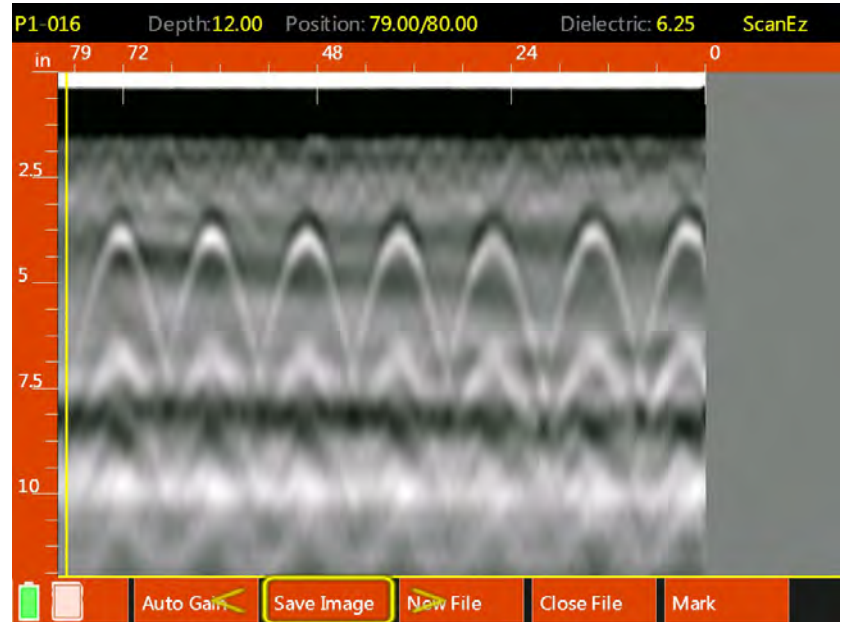 P1-016 Depth:12.00 Position: 79.00/80.00 Dielectric: 6.25 ScanEz
in 79 72 48 24 0
2.5
5
7.5
10
Auto Gain < Save Image > New File Close File Mark